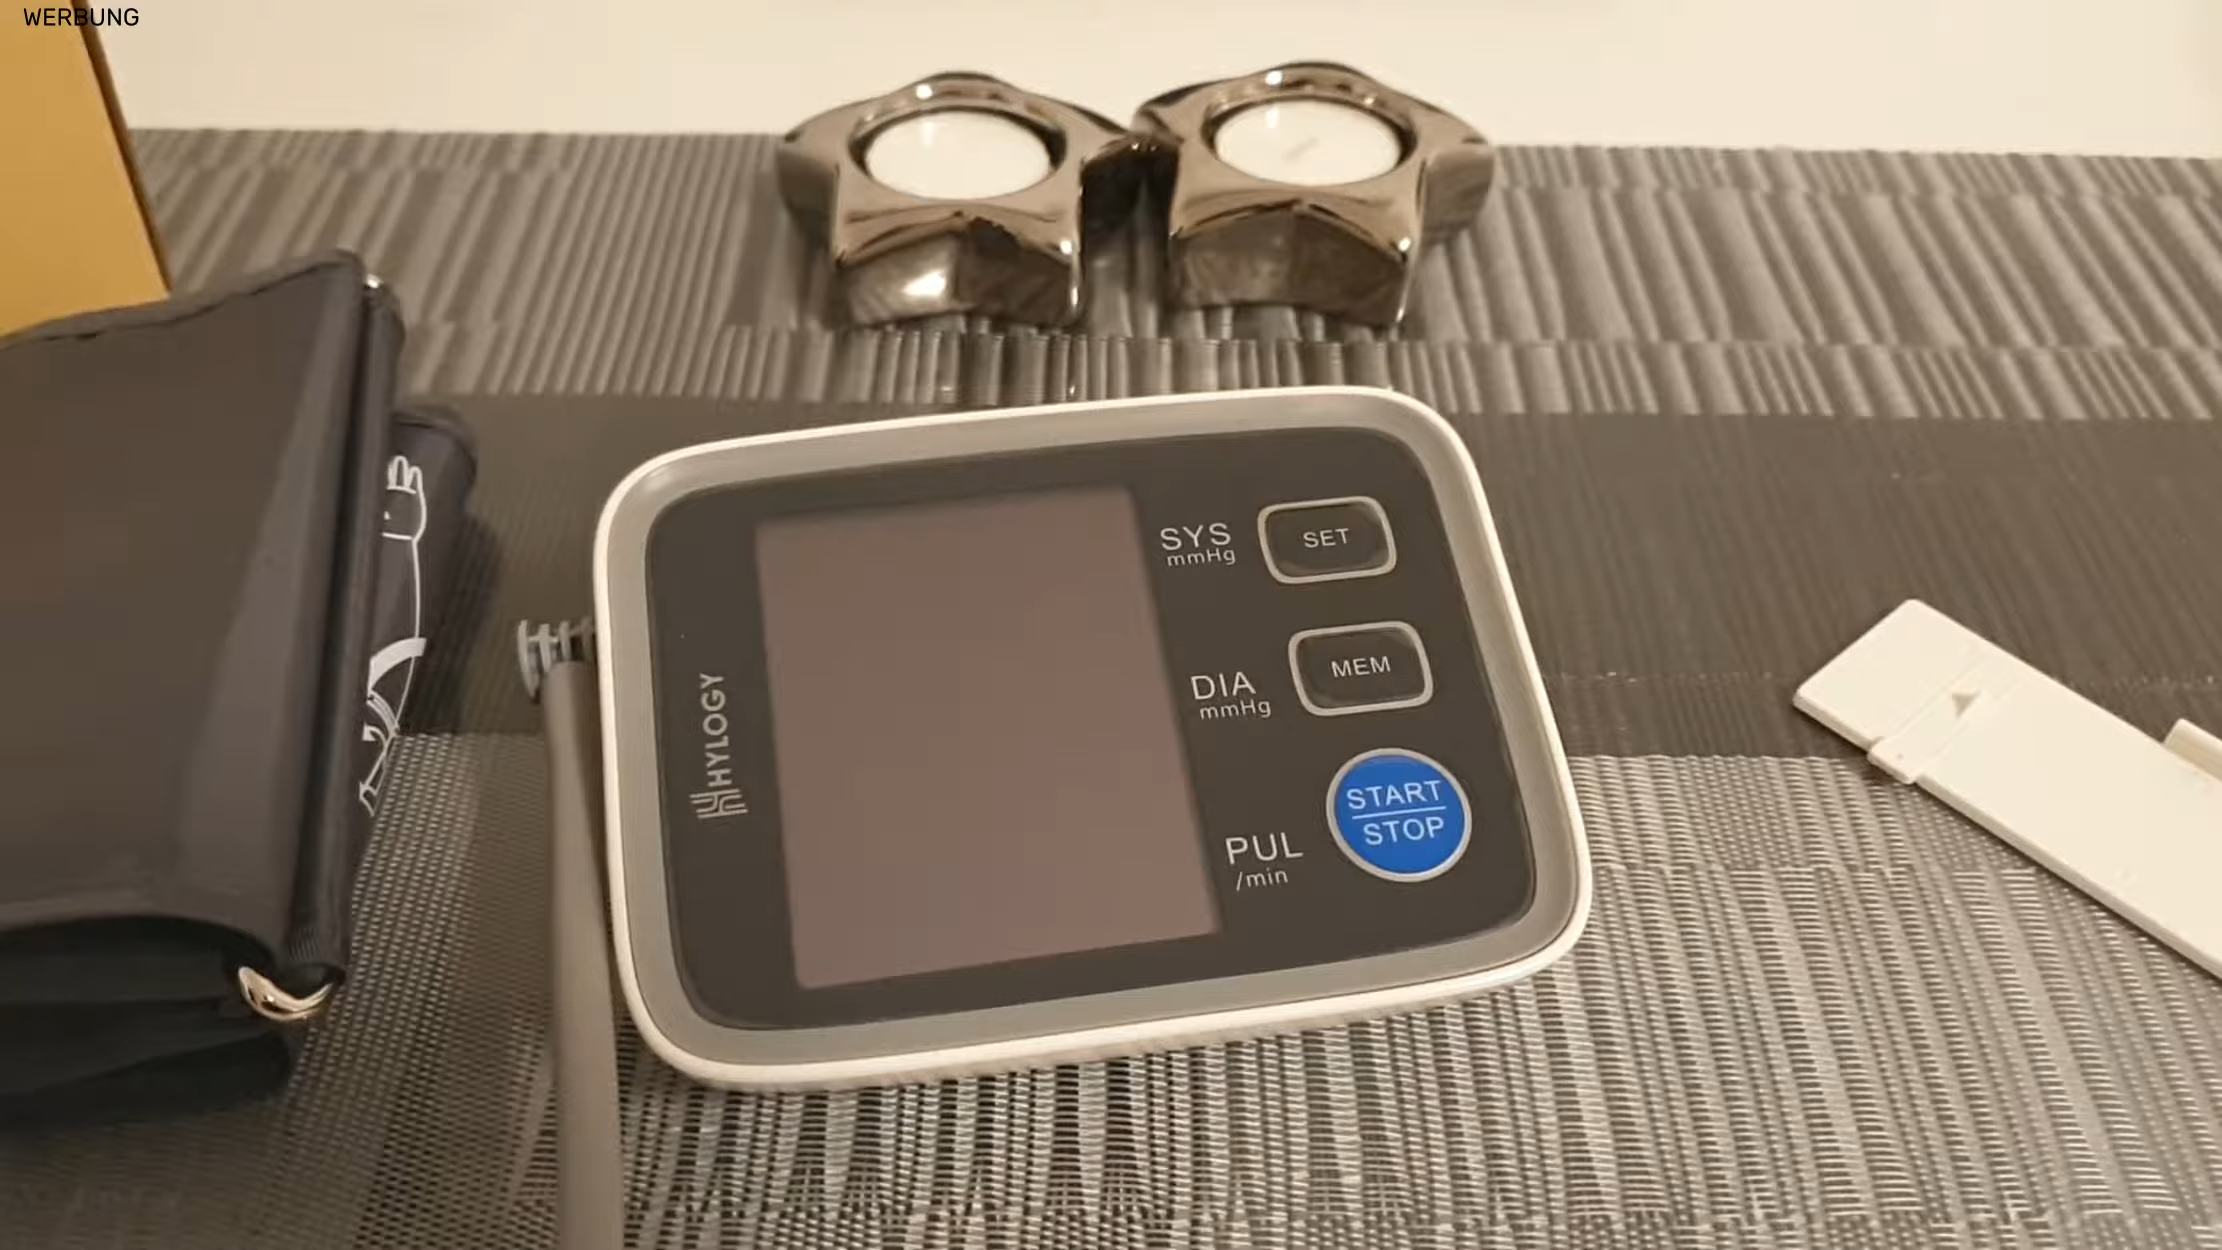 WERBUNG
SYS
mmHg
SET
DIA
mmHg
MEM
PUL
/min
START
STOP
HYLOGY